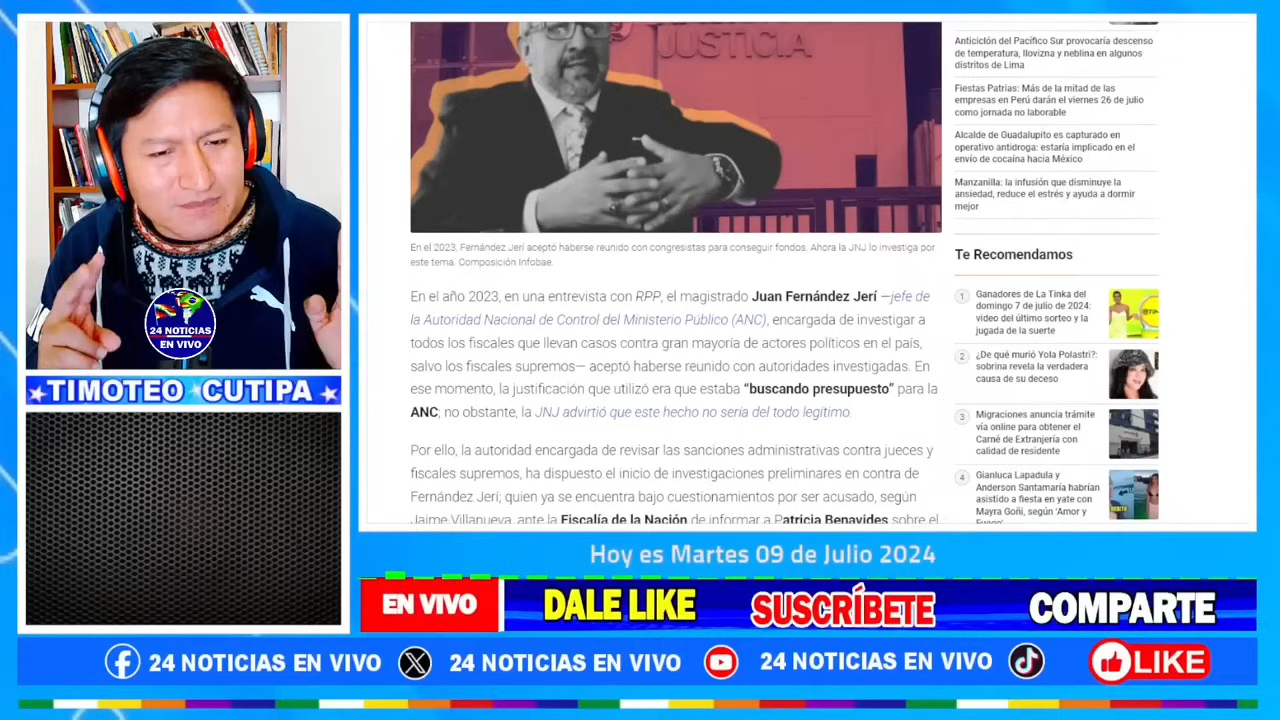 24 NOTICIAS
EN VIVO
TIMOTEO CUTIPA
JUSTICIA
En el 2023, Fernández Jerí aceptó haberse reunido con congresistas para conseguir fondos. Ahora la JNJ lo investiga por
este tema. Composición Infobae.
En el año 2023, en una entrevista con RPP, el magistrado Juan Fernández Jerí —jefe de
la Autoridad Nacional de Control del Ministerio Público (ANC), encargada de investigar a
todos los fiscales que llevan casos contra gran mayoría de actores políticos en el país,
salvo los fiscales supremos— aceptó haberse reunido con autoridades investigadas. En
ese momento, la justificación que utilizó era que estaba “buscando presupuesto” para la
ANC; no obstante, la JNJ advirtió que este hecho no sería del todo legítimo.
Por ello, la autoridad encargada de revisar las sanciones administrativas contra jueces y
fiscales supremos, ha dispuesto el inicio de investigaciones preliminares en contra de
Fernández Jerí; quien ya se encuentra bajo cuestionamientos por ser acusado, según
Jaime Villanueva, ante la Fiscalía de la Nación de informar a Patricia Benavides sobre el
Anticiclón del Pacífico Sur provocaría descenso
de temperatura, llovizna y neblina en algunos
distritos de Lima
Fiestas Patrias: Más de la mitad de las
empresas en Perú darán el viernes 26 de julio
como jornada no laborable
Alcalde de Guadalupito es capturado en
operativo antidroga: estaría implicado en el
envío de cocaína hacia México
Manzanilla: la infusión que disminuye la
ansiedad, reduce el estrés y ayuda a dormir
mejor
Te Recomendamos
1
Ganadores de La Tinka del
domingo 7 julio de 2024:
video del último sorteo y la
jugada de la suerte
2
¿De qué murió Yola Polastri?:
sobrina revela la verdadera
causa de su deceso
3
Migraciones anuncia trámite
vía online para obtener el
Carné de Extranjería con
calidad de residente
4
Gianluca Lapadula y
Anderson Santamaría habrían
asistido a fiesta en yate con
Mayra Goñi, según ‘Amor y
Fuego’
Hoy es Martes 09 de Julio 2024
EN VIVO DALE LIKE SUSCRÍBETE COMPARTE
24 NOTICIAS EN VIVO 24 NOTICIAS EN VIVO 24 NOTICIAS EN VIVO LIKE